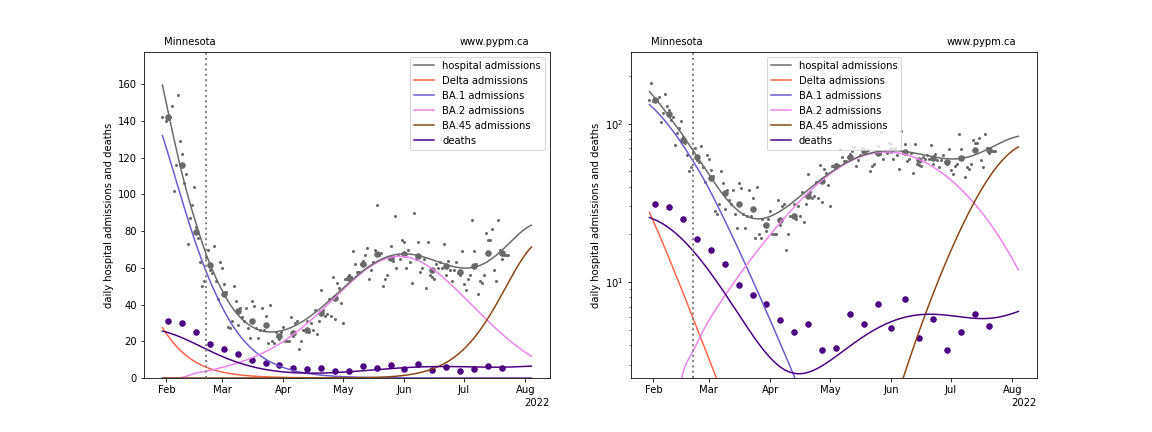 Minnesota www.pypm.ca
daily hospital admissions and deaths
160
140
120
100
80
60
40
20
0
hospital admissions
Delta admissions
BA.1 admissions
BA.2 admissions
BA.45 admissions
deaths
Feb Mar Apr May Jun Jul Aug
2022
Minnesota www.pypm.ca
daily hospital admissions and deaths
10²
10¹
hospital admissions
Delta admissions
BA.1 admissions
BA.2 admissions
BA.45 admissions
deaths
Feb Mar Apr May Jun Jul Aug
2022